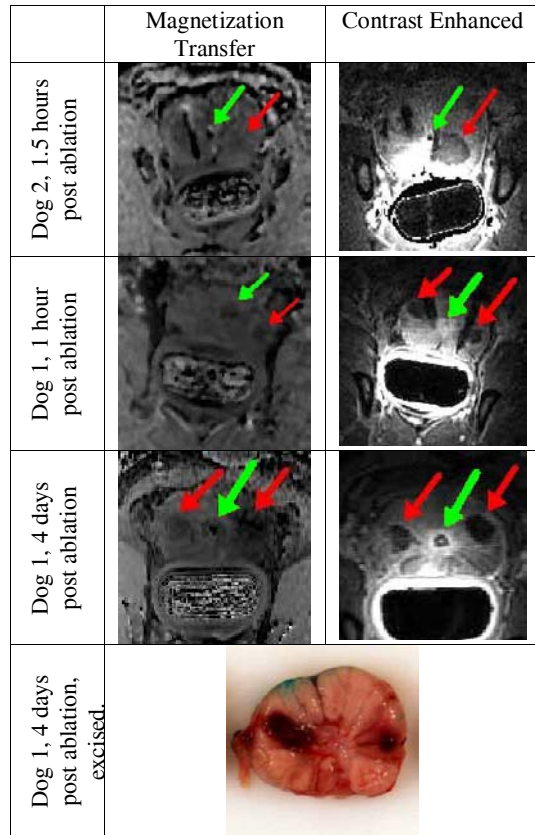 Magnetization
Transfer
Contrast Enhanced
Dog 2, 1.5 hours
post ablation
Dog 1, 1 hour
post ablation
Dog 1, 4 days
post ablation
Dog 1, 4 days
post ablation,
excised.